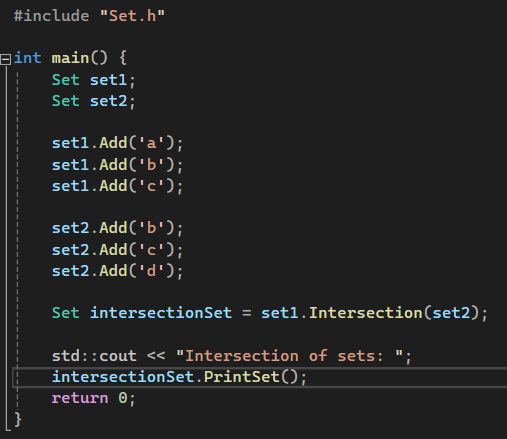 #include "Set.h"
int main() {
Set set1;
Set set2;
set1.Add('a');
set1.Add('b');
set1.Add('c');
set2.Add('b');
set2.Add('c');
set2.Add('d');
Set intersectionSet = set1.Intersection(set2);
std::cout << "Intersection of sets: ";
intersectionSet.PrintSet();
return 0;
}